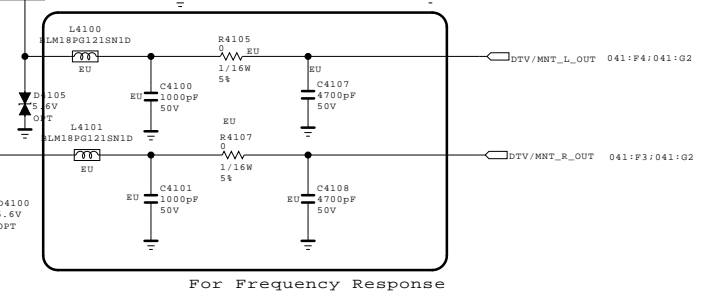 L4100
BLM18PG121SN1D
EU
R4105
0
EU
1/16W
5%
EU
DTV/MNT_L_OUT 041:F4;041:G2
D4105
5.6V
OPT
EU
C4100
1000pF
50V
C4107
4700pF
50V
L4101
BLM18PG121SN1D
EU
EU
R4107
0
1/16W
5%
DTV/MNT_R_OUT 041:F3;041:G2
EU
C4101
1000pF
50V
EU
C4108
4700pF
50V
D4100
5.6V
OPT
For Frequency Response